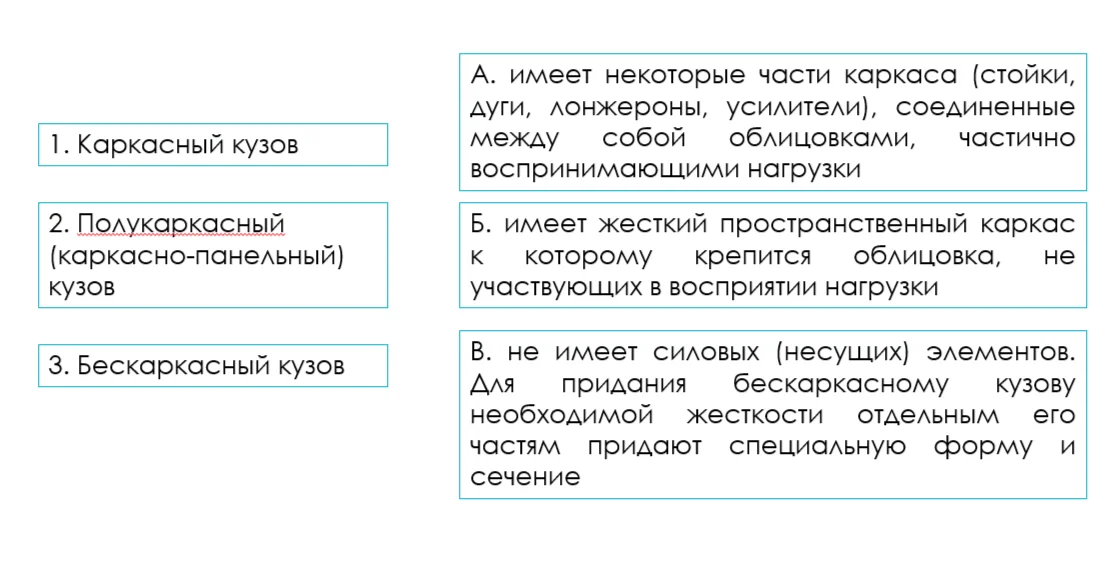 1. Каркасный кузов
2. Полукаркасный
(каркасно-панельный)
кузов
3. Бескаркасный кузов
А. имеет некоторые части каркаса (стойки,
дуги, лонжероны, усилители), соединенные
между собой облицовками, частично
воспринимающими нагрузки
Б. имеет жесткий пространственный каркас
к которому крепится облицовка, не
участвующих в восприятии нагрузки
В. не имеет силовых (несущих) элементов.
Для придания бескаркасному кузову
необходимой жесткости отдельным его
частям придают специальную форму и
сечение